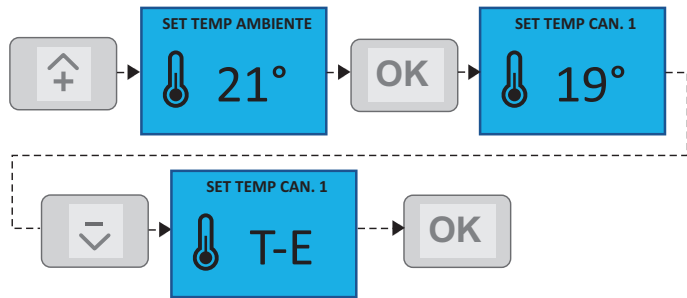 +
SET TEMP AMBIENTE
21°
OK
SET TEMP CAN. 1
19°
–
SET TEMP CAN. 1
T-E
OK